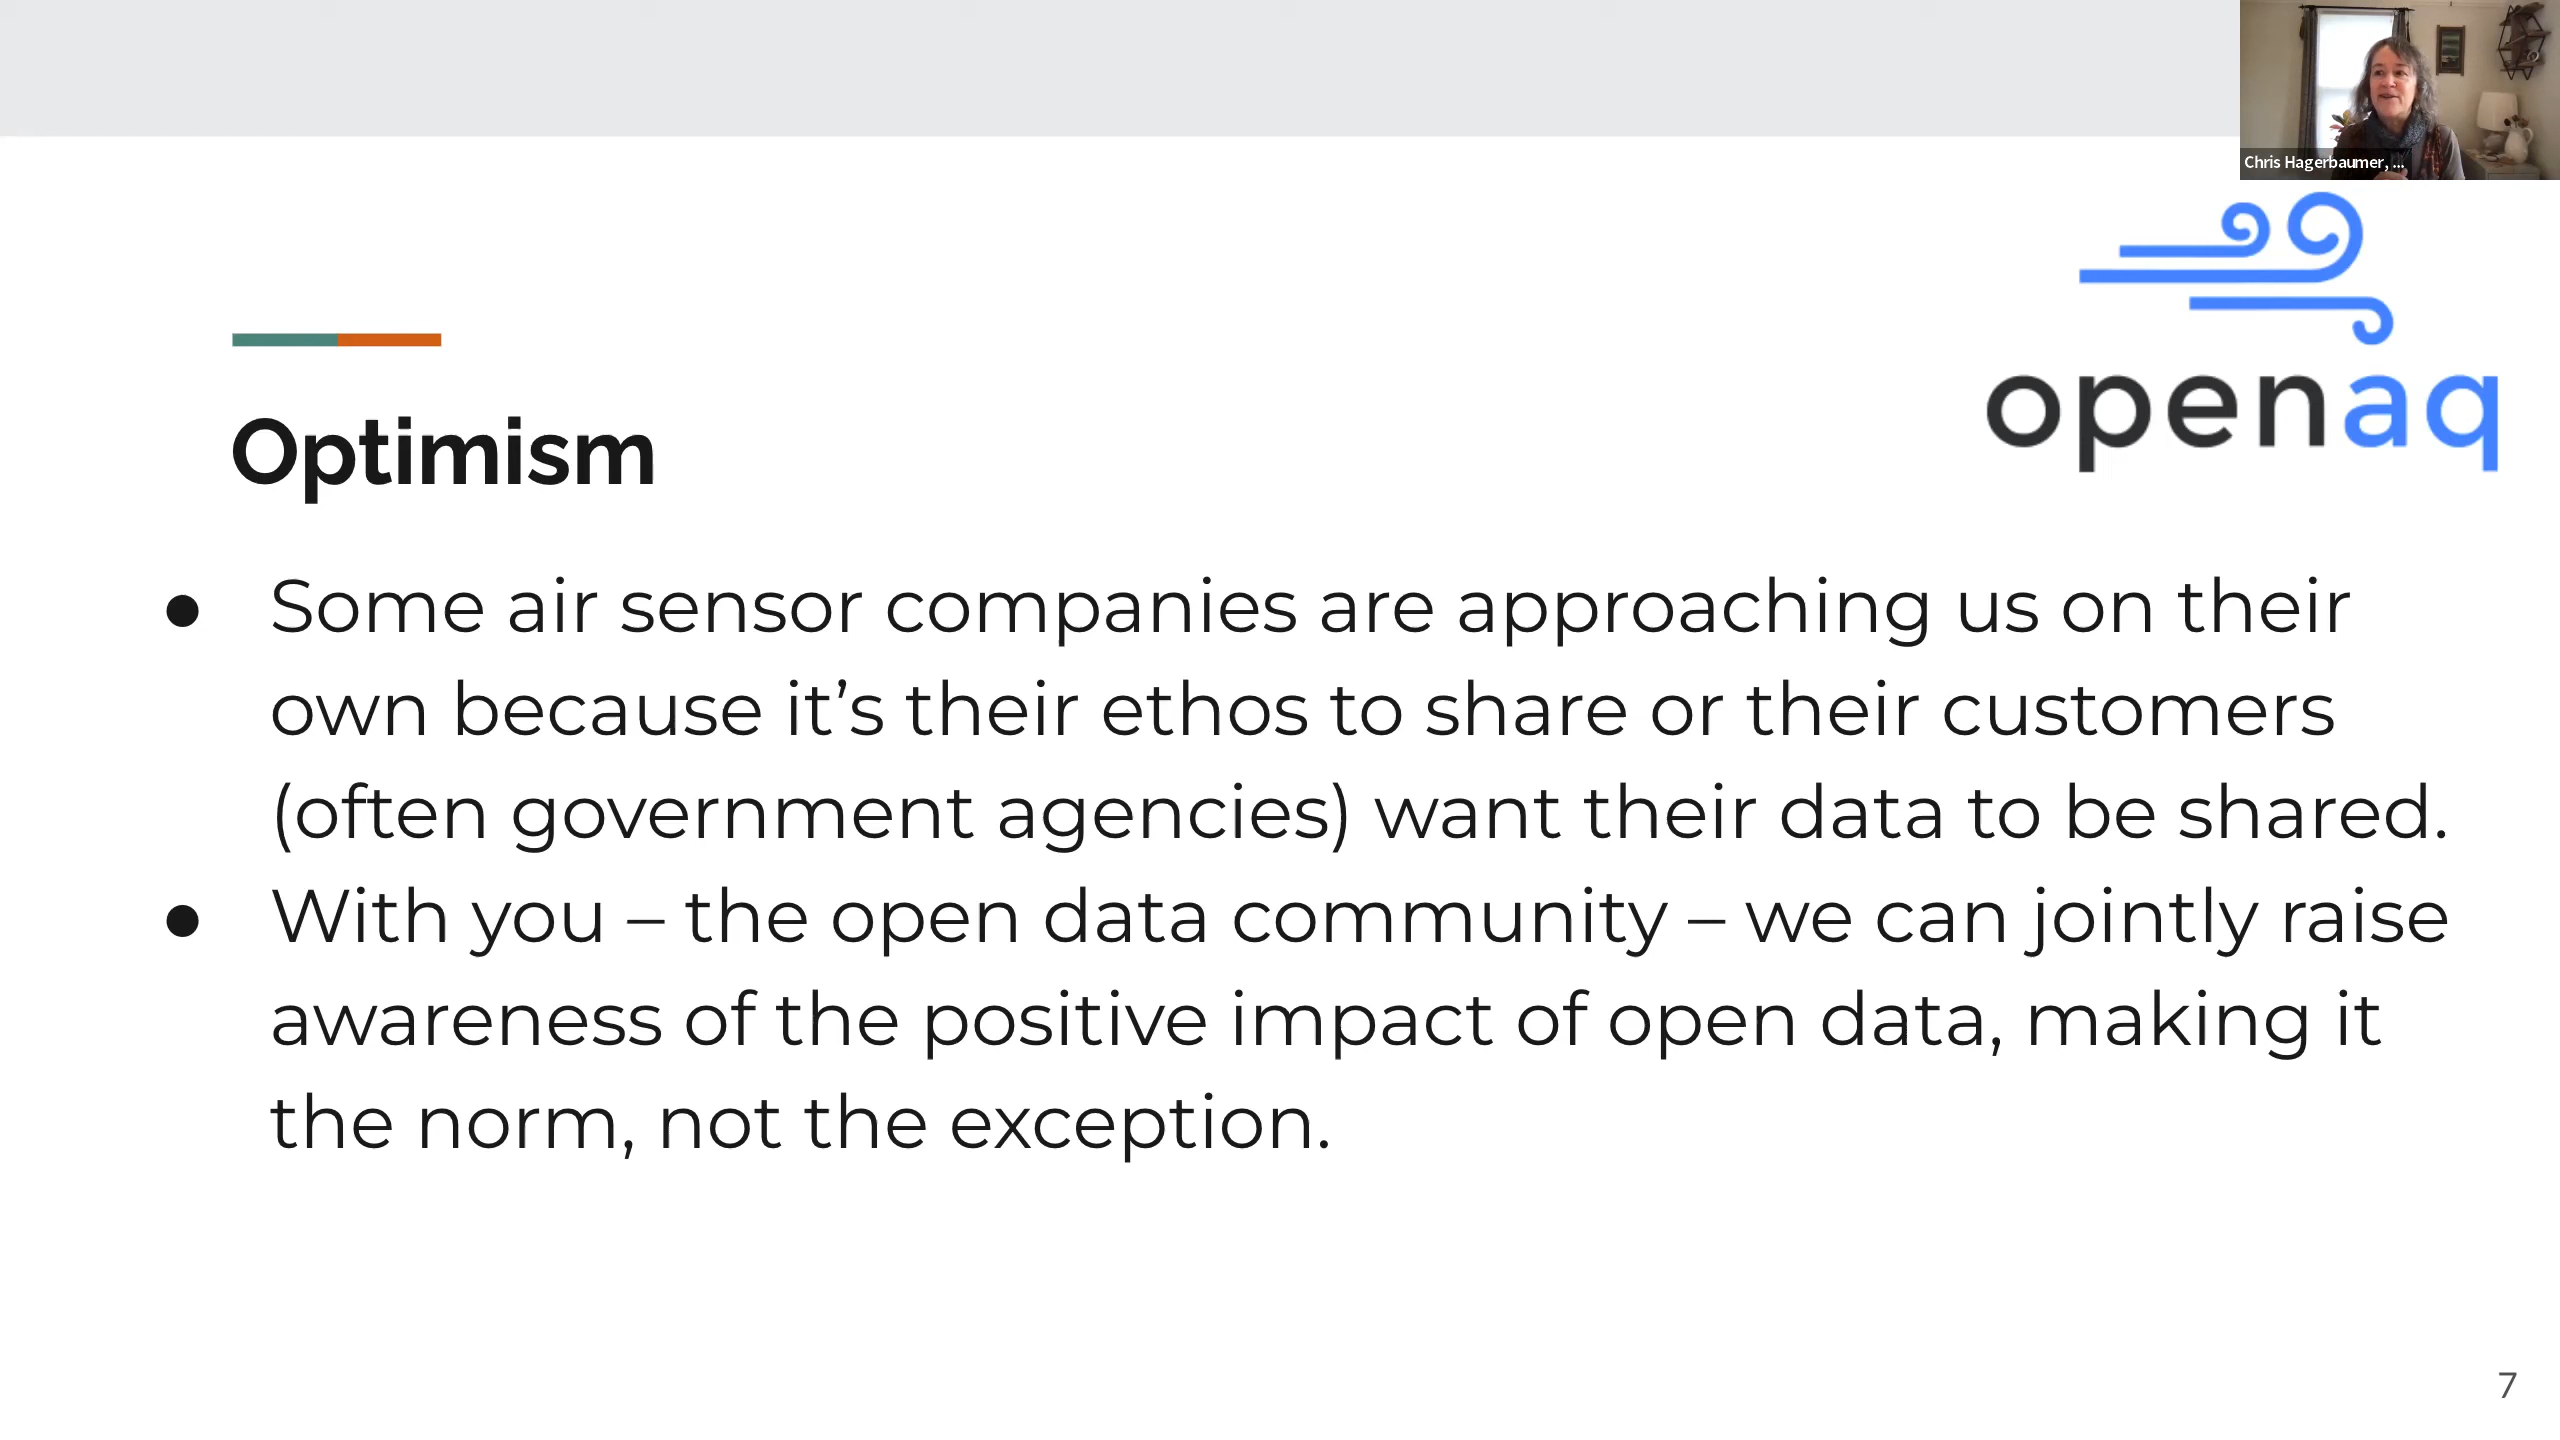 Chris Hagerbaumer, ...
openaq
Optimism
● Some air sensor companies are approaching us on their
own because it’s their ethos to share or their customers
(often government agencies) want their data to be shared.
● With you – the open data community – we can jointly raise
awareness of the positive impact of open data, making it
the norm, not the exception.
7